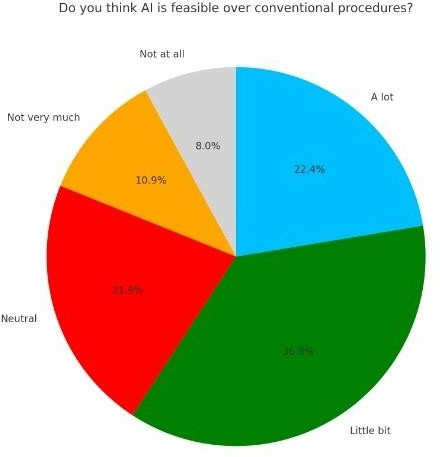 Do you think AI is feasible over conventional procedures?
Not at all
A lot
Not very much
8.0%
22.4%
10.9%
21.9%
Neutral
36.8%
Little bit